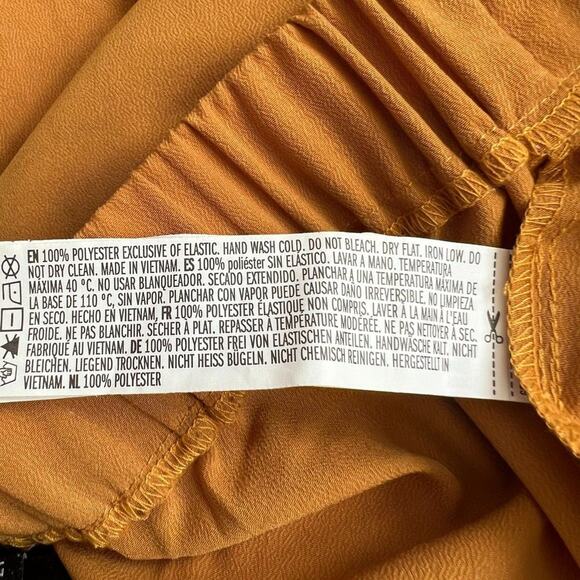 EN 100% POLYESTER EXCLUSIVE OF ELASTIC. HAND WASH COLD. DO NOT BLEACH. DRY FLAT. IRON LOW. DO
NOT DRY CLEAN. MADE IN VIETNAM. ES 100% poliéster SIN ELÁSTICO. LAVAR A MANO. TEMPERATURA
MÁXIMA 40 °C. NO USAR BLANQUEADOR. SECADO EXTENDIDO. PLANCHAR A UNA TEMPERATURA MÁXIMA DE
LA BASE DE 110 °C, SIN VAPOR. PLANCHAR CON VAPOR PUEDE CAUSAR DAÑO IRREVERSIBLE. NO LIMPIEZA
EN SECO. HECHO EN VIETNAM, FR 100% POLYESTER ÉLASTIQUE NON COMPRIS. LAVER À LA MAIN À L'EAU
FROIDE. NE PAS BLANCHIR. SÉCHER À PLAT. REPASSER À TEMPÉRATURE MODÉRÉE. NE PAS NETTOYER À SEC.
FABRIQUÉ AU VIETNAM. DE 100% POLYESTER FREI VON ELASTISCHEN ANTEILEN. HANDWÄSCHE KALT. NICHT
BLEICHEN. LIEGEND TROCKNEN. NICHT HEISS BÜGELN. NICHT CHEMISCH REINIGEN. HERGESTELLT IN
VIETNAM. NL 100% POLYESTER